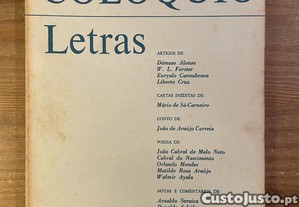 COLÓQUIO
Letras
ARTIGOS DE:
Dámaso Alonso
W. L. Forster
Euryalo Cannabrava
Liberto Cruz
CARTAS INÉDITAS DE:
Mário de Sá-Carneiro
CONTO DE:
João de Araújo Correia
POESIA DE:
João Cabral de Melo Neto
Cabral do Nascimento
Orlando Mendes
Matilde Rosa Araújo
Walmir Ayala
NOTAS E COMENTÁRIOS DE:
Arnaldo Saraiva
CustoJusto.pt